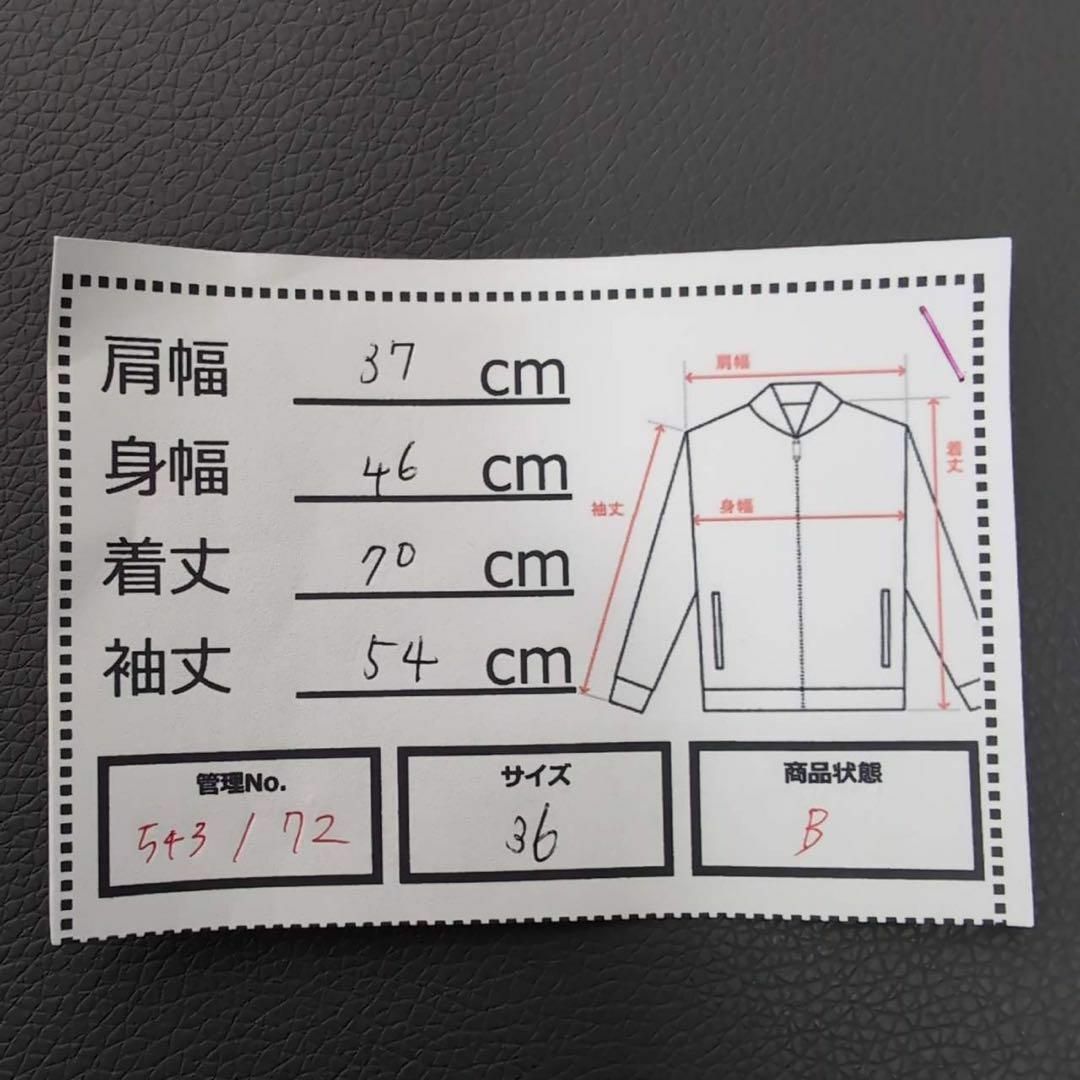 肩幅 37 cm
身幅 46 cm
着丈 70 cm
袖丈 54 cm
肩幅
身幅
着丈
袖丈
管理No.
543 / 72
サイズ
36
商品状態
B